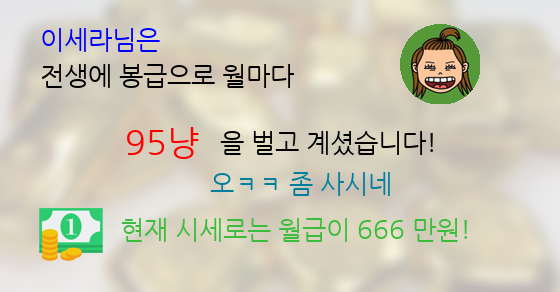 이세라님은
전생에 봉급으로 월마다
95냥 을 벌고 계셨습니다!
오ㅋㅋ 좀 사시네
1
현재 시세로는 월급이 666 만원!